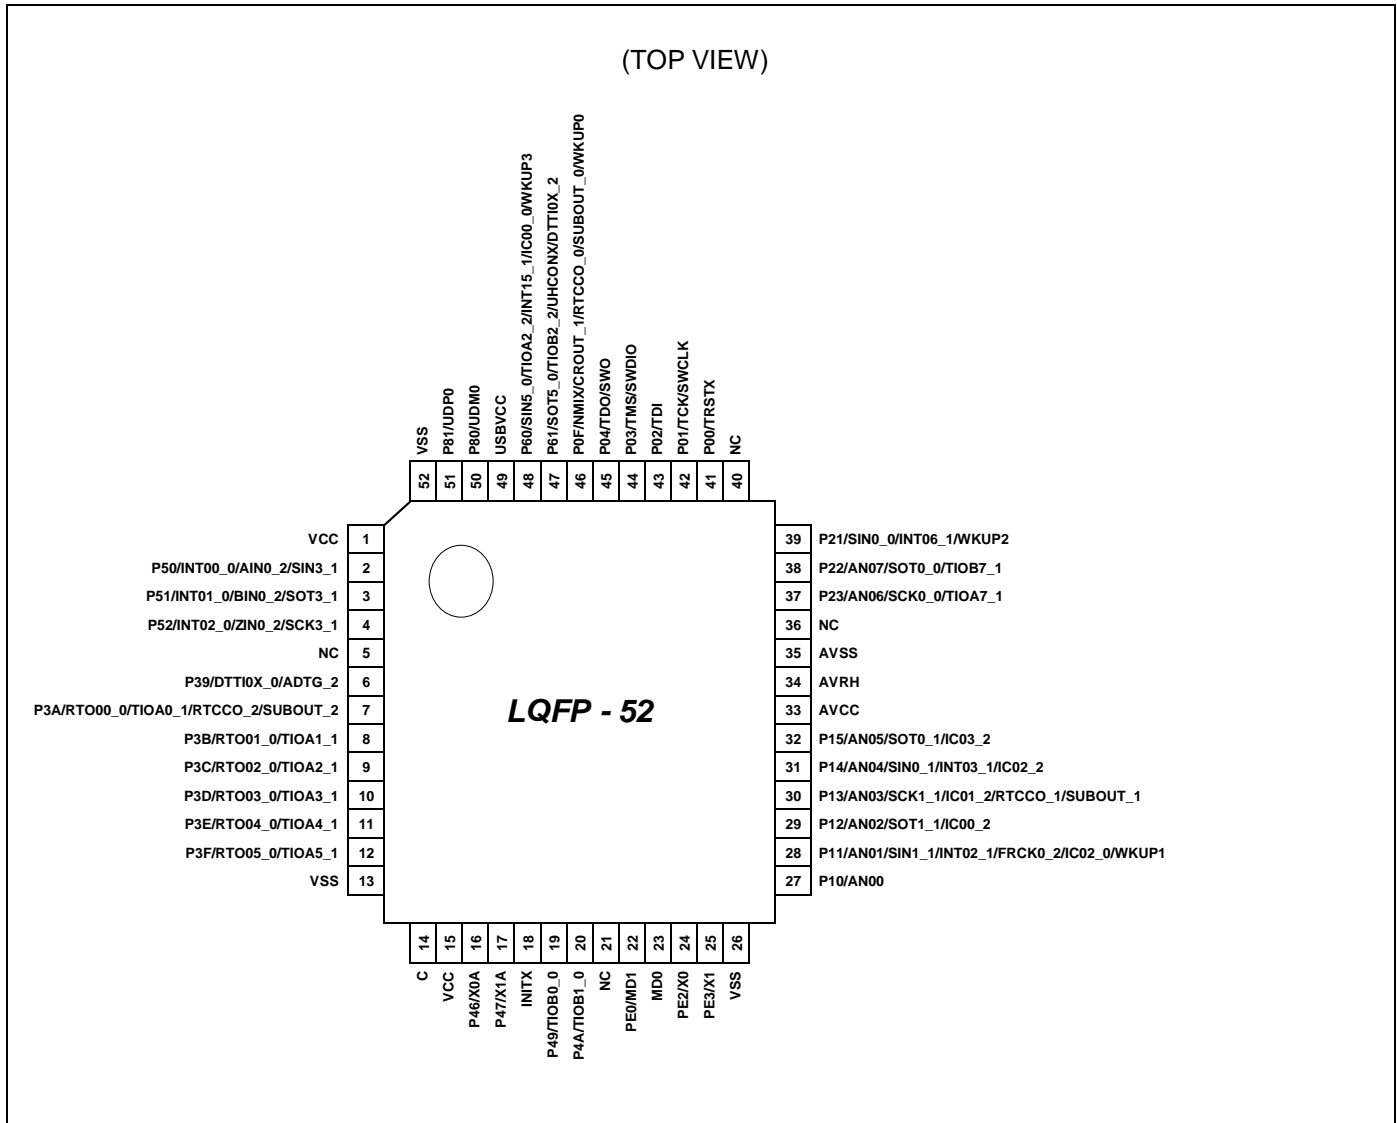 (TOP VIEW)
VSS
P81/UDP0
P80/UDM0
USBVCC
P60/SIN5_0/TIOA2_2/INT15_1/IC00_0/WKUP3
P61/SOT5_0/TIOB2_2/UHCONX/DTTI0X_2
P0F/NMIX/CROUT_1/RTCCO_0/SUBOUT_0/WKUP0
P04/TDO/SWO
P03/TMS/SWDIO
P02/TDI
P01/TCK/SWCLK
P00/TRSTX
NC
52 51 50 49 48 47 46 45 44 43 42 41 40
VCC 1
P50/INT00_0/AIN0_2/SIN3_1 2
P51/INT01_0/BIN0_2/SOT3_1 3
P52/INT02_0/ZIN0_2/SCK3_1 4
NC 5
P39/DTTI0X_0/ADTG_2 6
P3A/RTO00_0/TIOA0_1/RTCCO_2/SUBOUT_2 7
P3B/RTO01_0/TIOA1_1 8
P3C/RTO02_0/TIOA2_1 9
P3D/RTO03_0/TIOA3_1 10
P3E/RTO04_0/TIOA4_1 11
P3F/RTO05_0/TIOA5_1 12
VSS 13
LQFP - 52
39 P21/SIN0_0/INT06_1/WKUP2
38 P22/AN07/SOT0_0/TIOB7_1
37 P23/AN06/SCK0_0/TIOA7_1
36 NC
35 AVSS
34 AVRH
33 AVCC
32 P15/AN05/SOT0_1/IC03_2
31 P14/AN04/SIN0_1/INT03_1/IC02_2
30 P13/AN03/SCK1_1/IC01_2/RTCCO_1/SUBOUT_1
29 P12/AN02/SOT1_1/IC00_2
28 P11/AN01/SIN1_1/INT02_1/FRCK0_2/IC02_0/WKUP1
27 P10/AN00
14 15 16 17 18 19 20 21 22 23 24 25 26
C
VCC
P46/X0A
P47/X1A
INITX
P49/TIOB0_0
P4A/TIOB1_0
NC
PE0/MD1
MD0
PE2/X0
PE3/X1
VSS